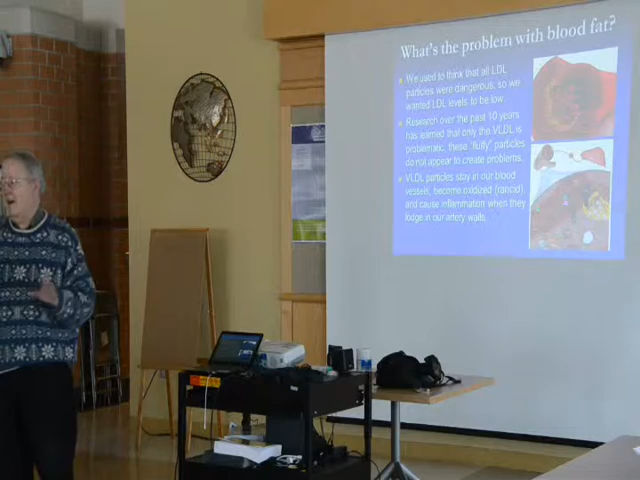 What's the problem with blood fat?
We used to think that all LDL
particles were dangerous, so we
wanted LDL levels to be low.
Research over the past 10 years
has learned that only the VLDL is
problematic, these "fluffy" particles
do not appear to create problems.
VLDL particles stay in our blood
vessels, become oxidized (rancid),
and cause inflammation when they
lodge in our artery walls.